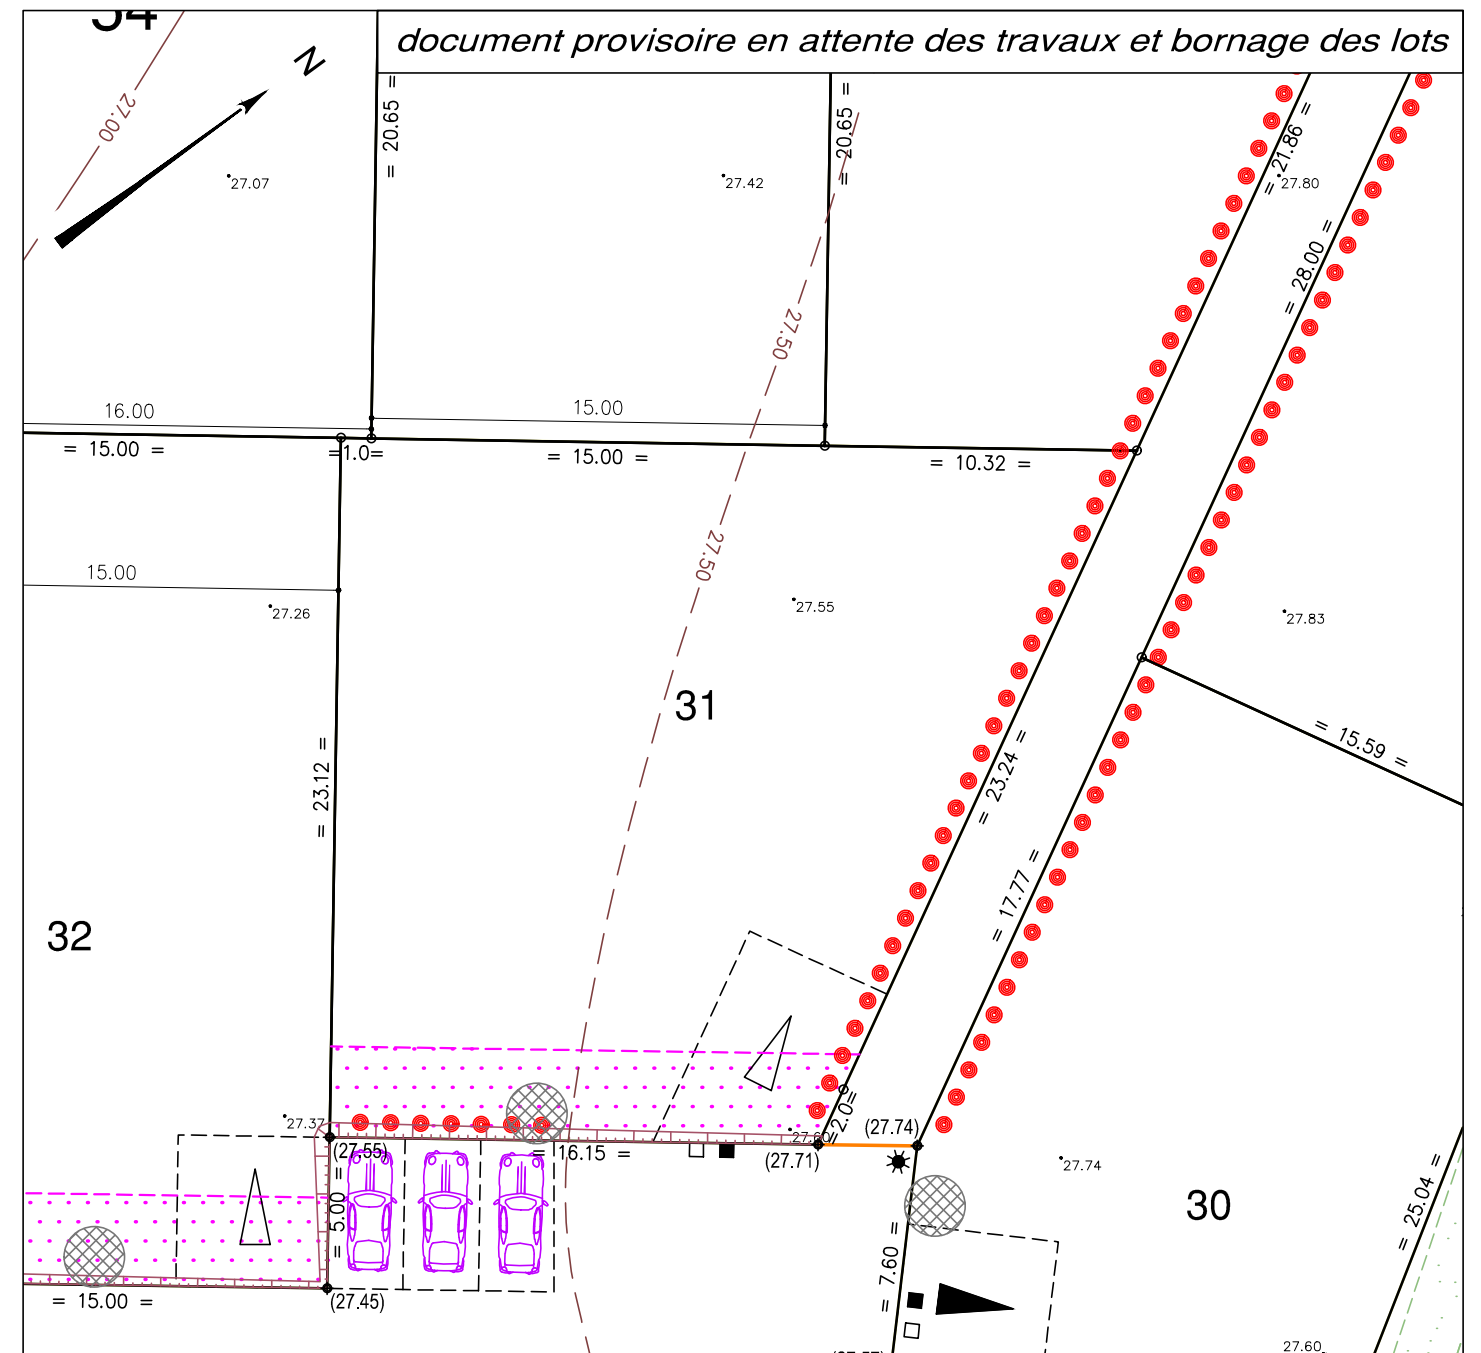 34
document provisoire en attente des travaux et bornage des lots
N
27.00
= 20.65 =
= 20.65 =
27.07
27.42
= 21.86 =
27.80
= 28.00 =
27.50
16.00
15.00
= 15.00 =
=1.0=
= 15.00 =
= 10.32 =
15.00
27.50
27.26
27.55
27.83
31
= 15.59 =
= 23.12 =
= 23.24 =
= 17.77 =
32
27.37
(27.55)
= 16.15 =
27.60
=2.0=
(27.71)
(27.74)
27.74
30
= 5.00 =
= 25.04 =
= 7.60 =
= 15.00 =
(27.45)
27.60